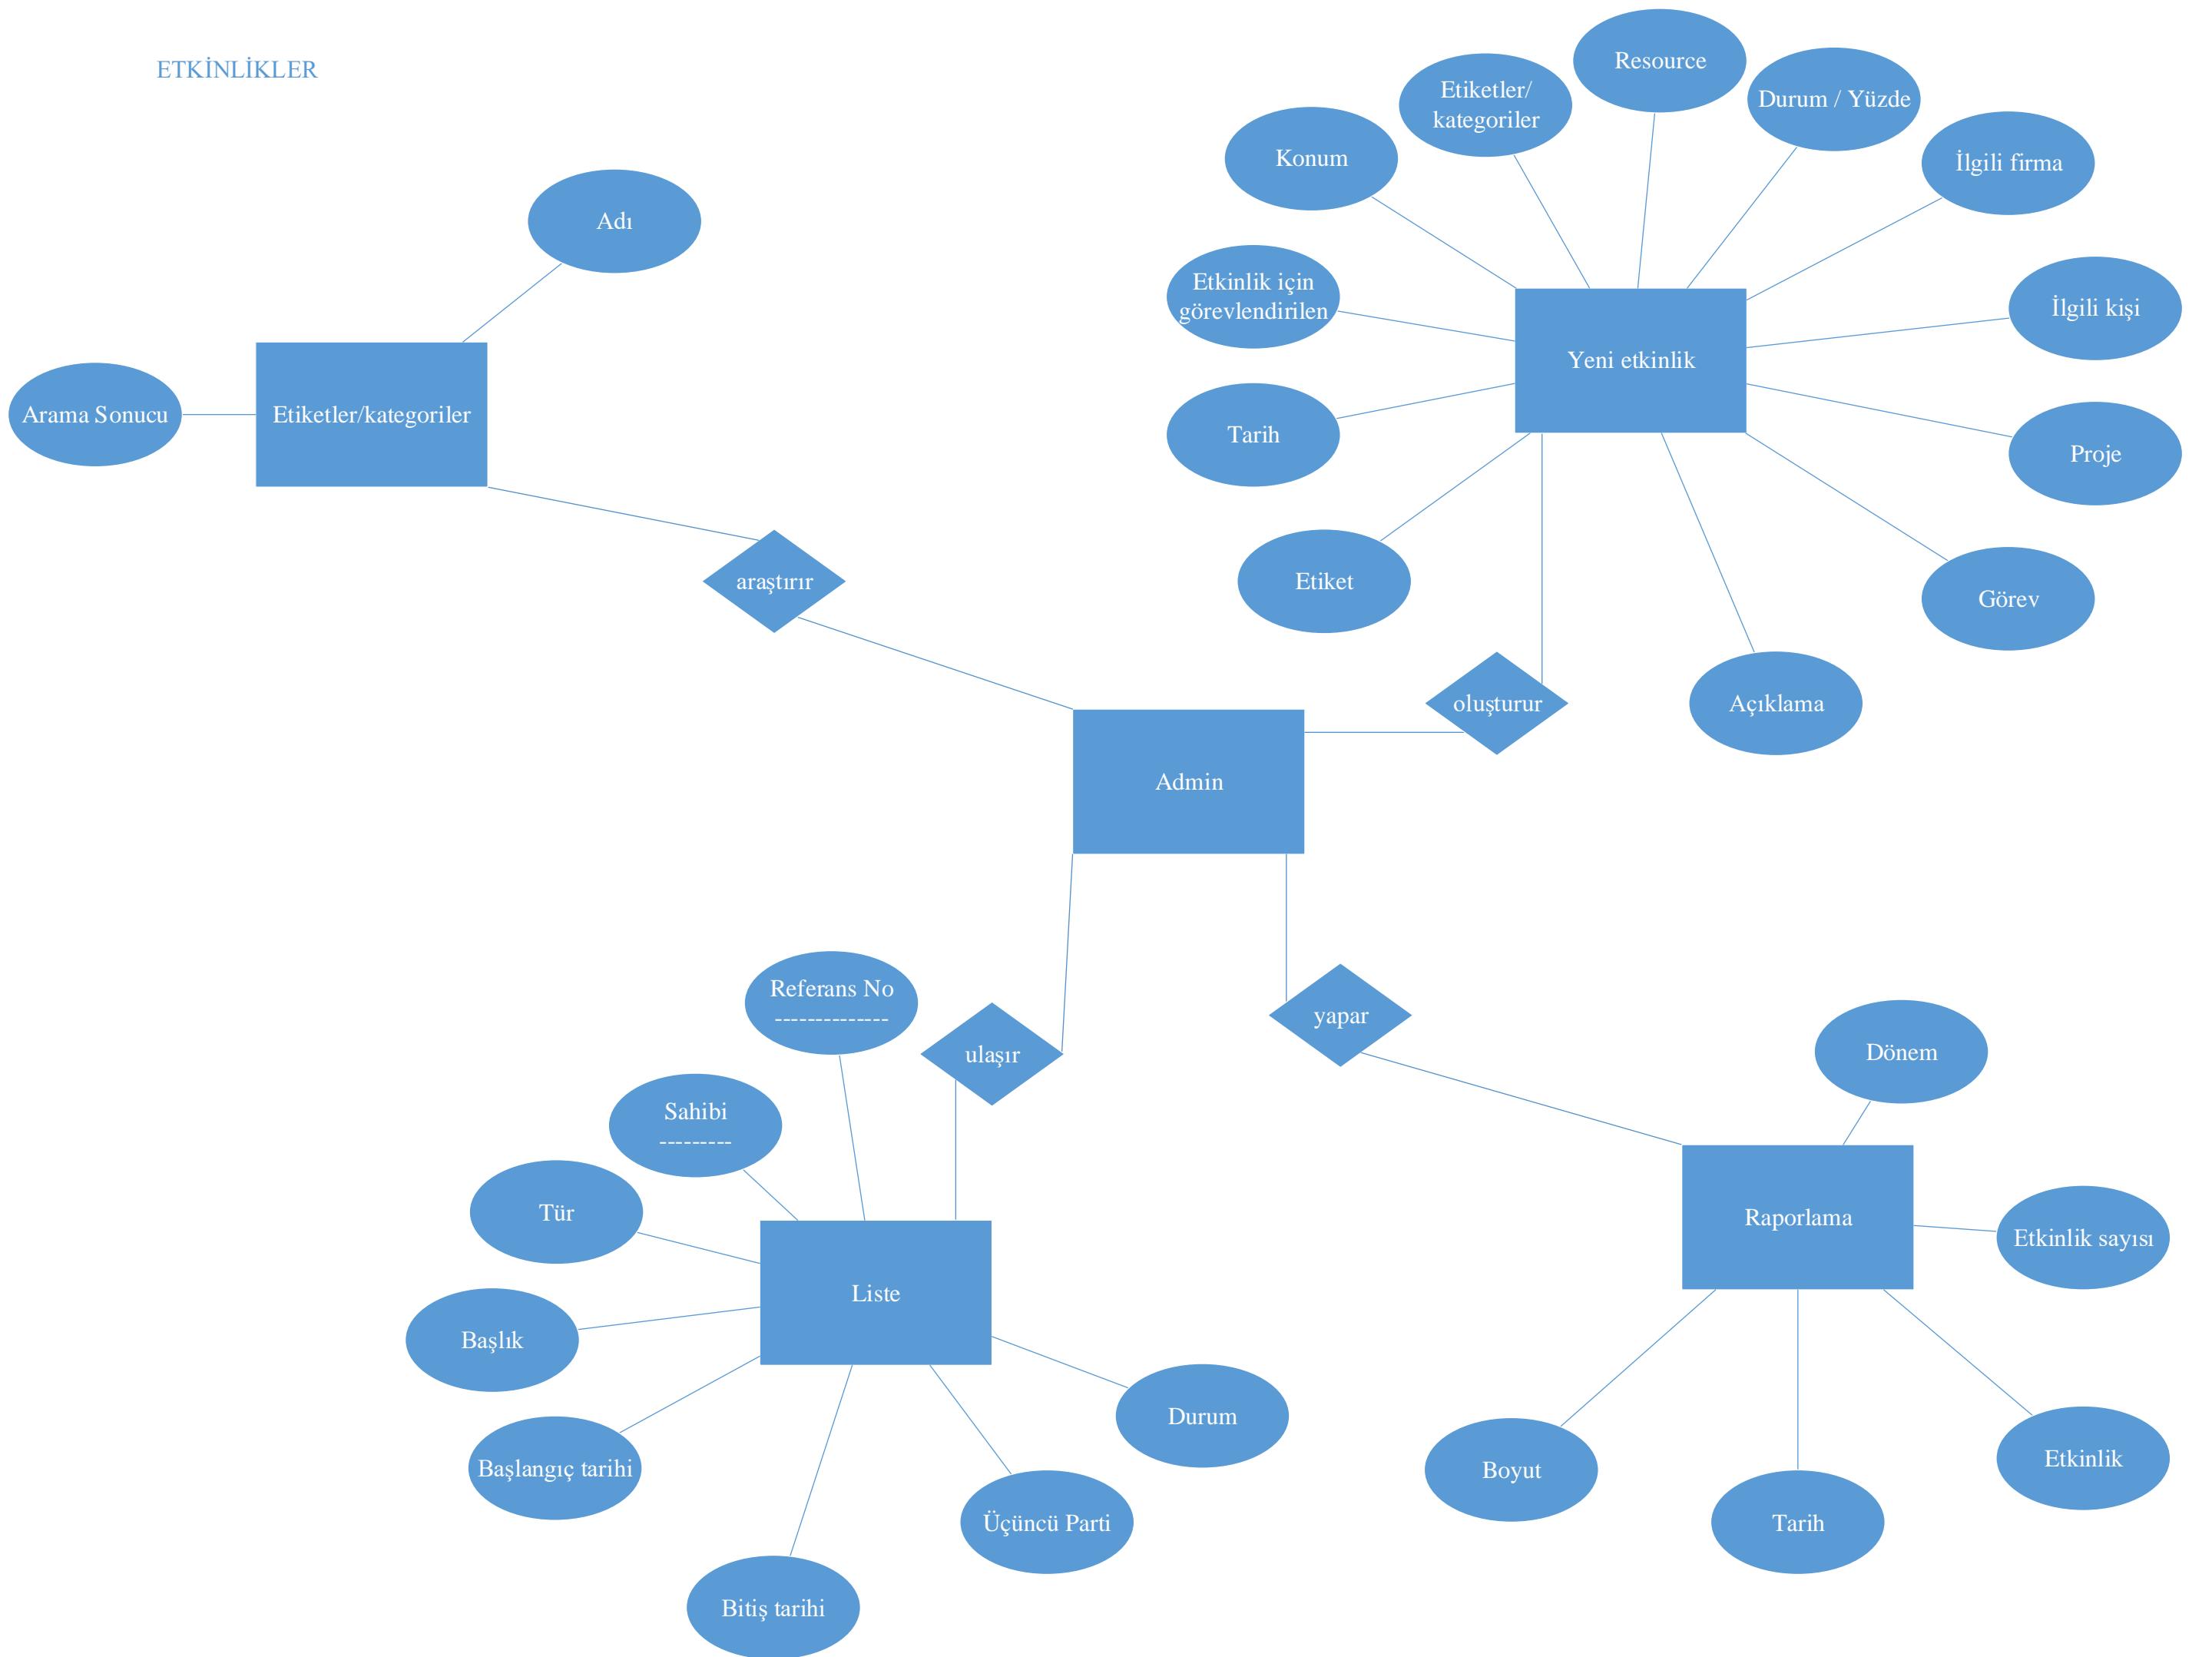 ETKİNLİKLER
Resource
Etiketler/
kategoriler
Durum / Yüzde
Konum
İlgili firma
Adı
Etkinlik için
görevlendirilen
İlgili kişi
Yeni etkinlik
Arama Sonucu
Etiketler/kategoriler
Tarih
Proje
araştırır
Etiket
Görev
oluşturur
Açıklama
Admin
Referans No
--------------
yapar
ulaşır
Dönem
Sahibi
---------
Tür
Raporlama
Etkinlik sayısı
Liste
Başlık
Durum
Başlangıç tarihi
Boyut
Etkinlik
Üçüncü Parti
Tarih
Bitiş tarihi